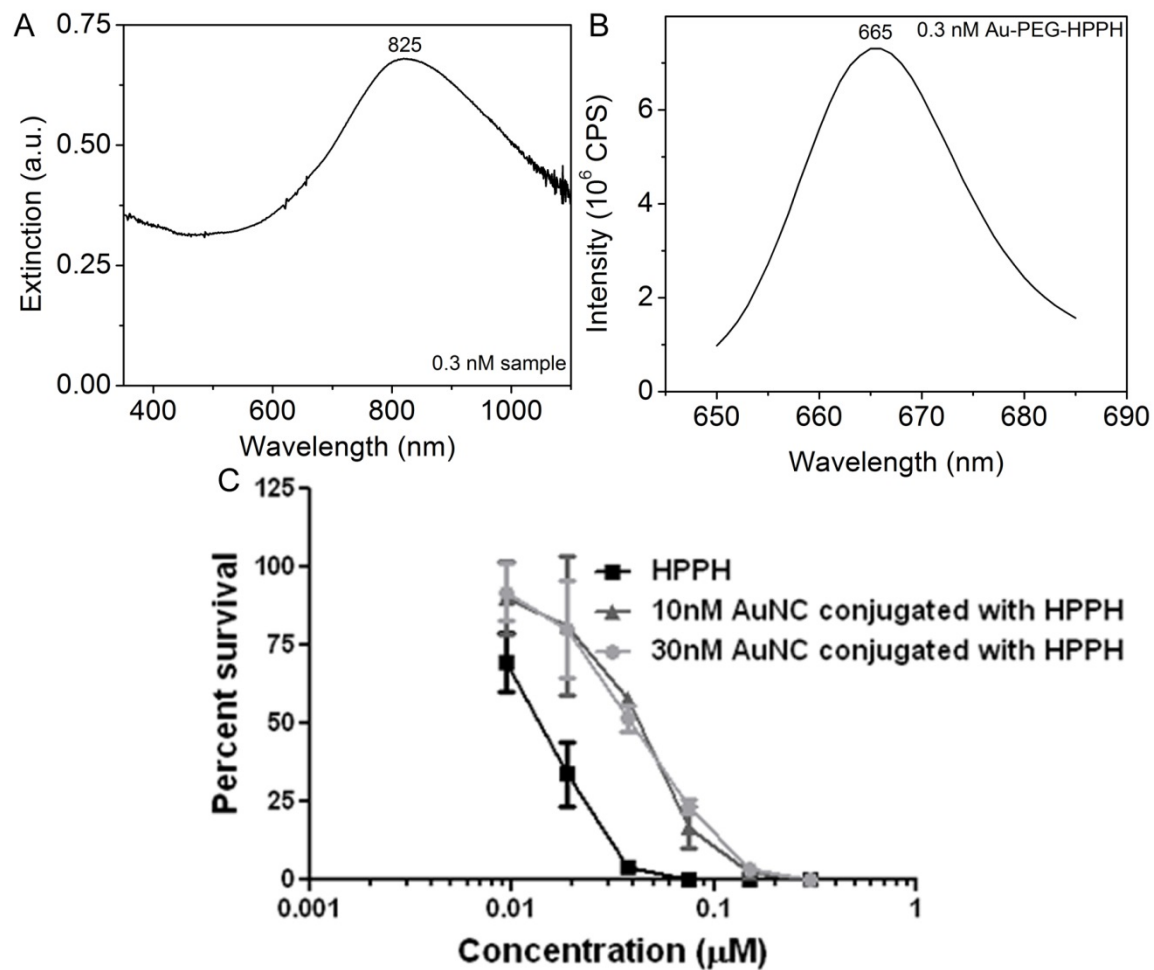 A
0.75
0.50
0.25
0.00
Extinction (a.u.)
825
0.3 nM sample
400
600
800
1000
Wavelength (nm)
B
665
0.3 nM Au-PEG-HPPH
6
4
2
0
Intensity (10⁶ CPS)
650
660
670
680
690
Wavelength (nm)
C
125
100
75
50
25
0
Percent survival
HPPH
10nM AuNC conjugated with HPPH
30nM AuNC conjugated with HPPH
0.001
0.01
0.1
1
Concentration (μM)